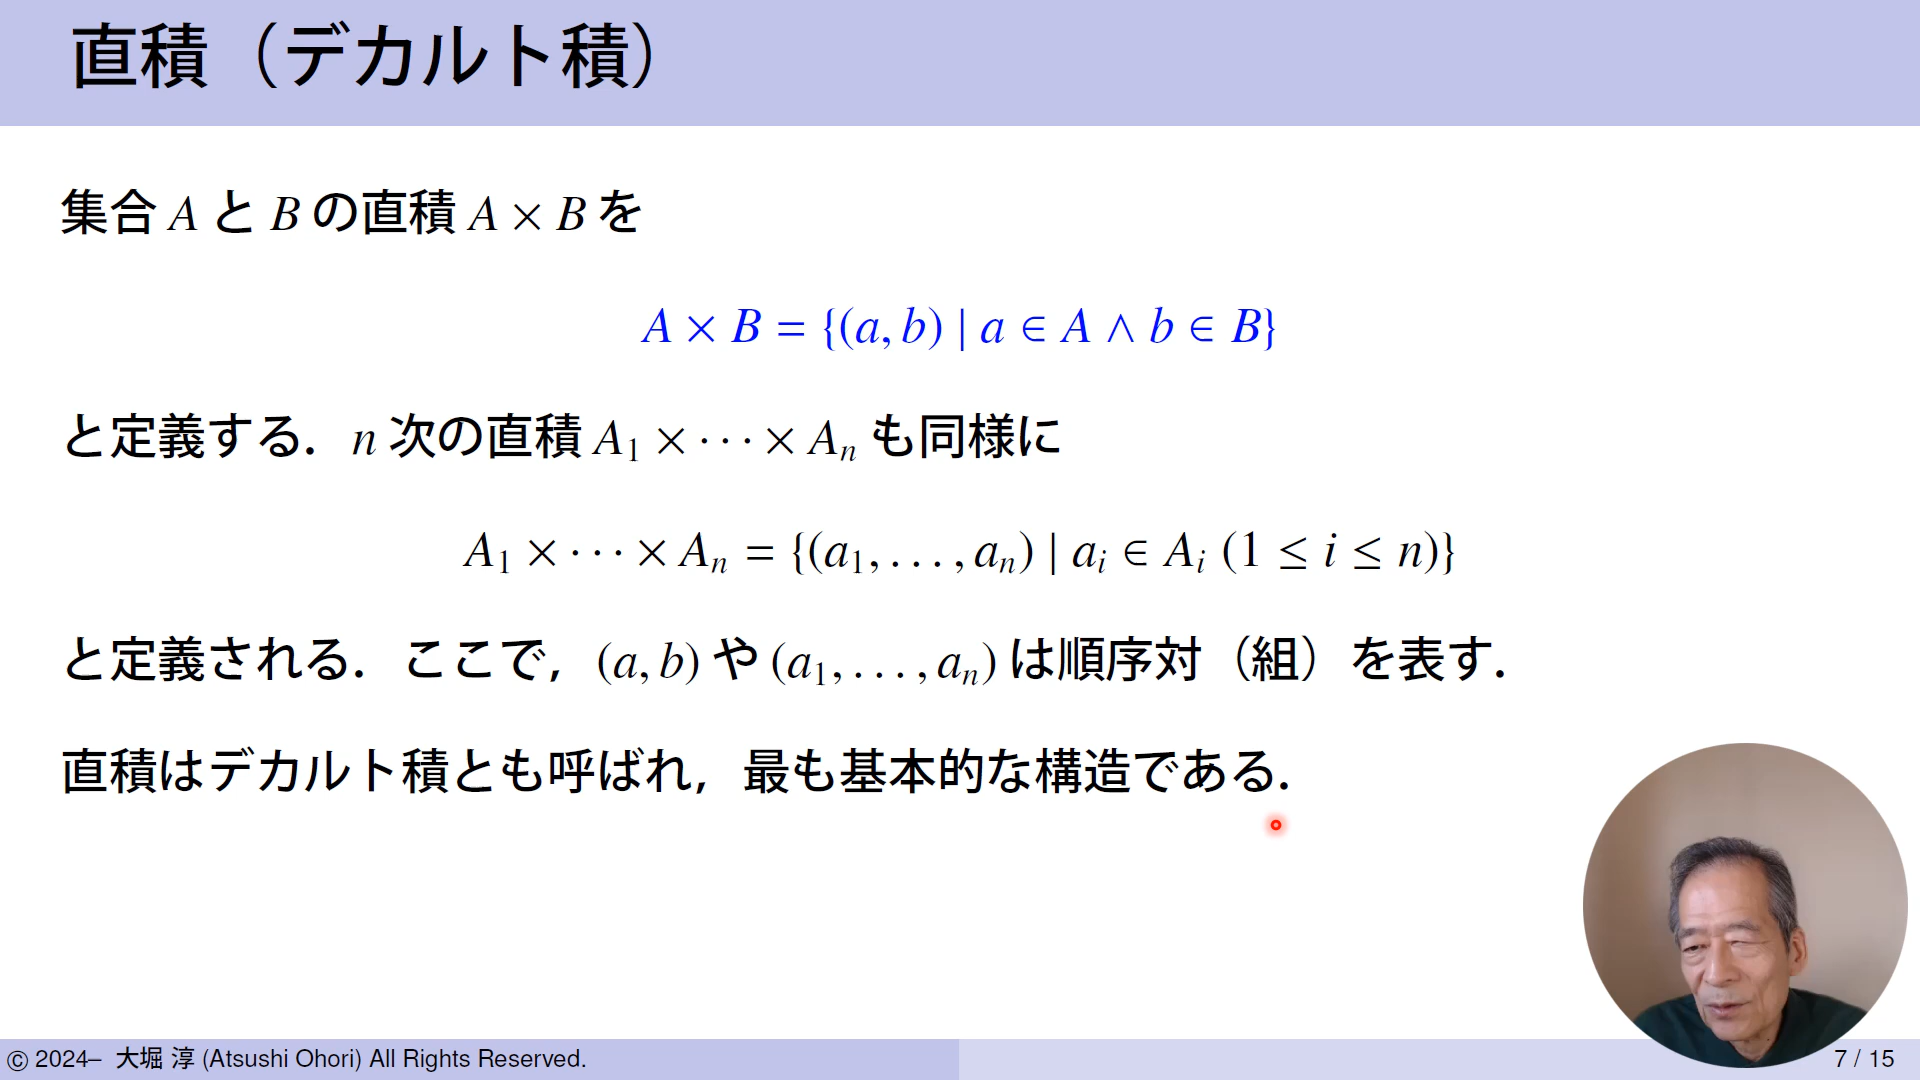 直積（デカルト積）
集合 A と B の直積 A × B を
A × B = {(a, b) | a ∈ A ∧ b ∈ B}
と定義する．n 次の直積 A₁ × · · · × Aₙ も同様に
A₁ × · · · × Aₙ = {(a₁, . . . , aₙ) | aᵢ ∈ Aᵢ (1 ≤ i ≤ n)}
と定義される．ここで，(a, b) や (a₁, . . . , aₙ) は順序対（組）を表す．
直積はデカルト積とも呼ばれ，最も基本的な構造である．
© 2024– 大堀 淳 (Atsushi Ohori) All Rights Reserved.
7 / 15